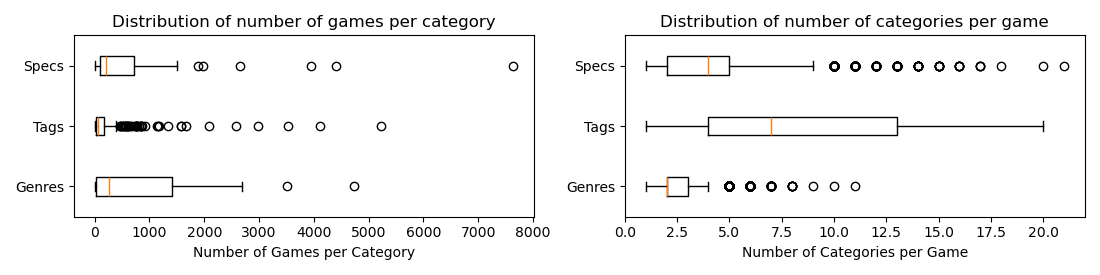 Distribution of number of games per category
Specs
Tags
Genres
0 1000 2000 3000 4000 5000 6000 7000 8000
Number of Games per Category
Distribution of number of categories per game
Specs
Tags
Genres
0.0 2.5 5.0 7.5 10.0 12.5 15.0 17.5 20.0
Number of Categories per Game